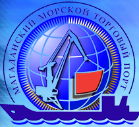 МАГАДАНСКИЙ МОРСКОЙ ТОРГОВЫЙ ПОРТ